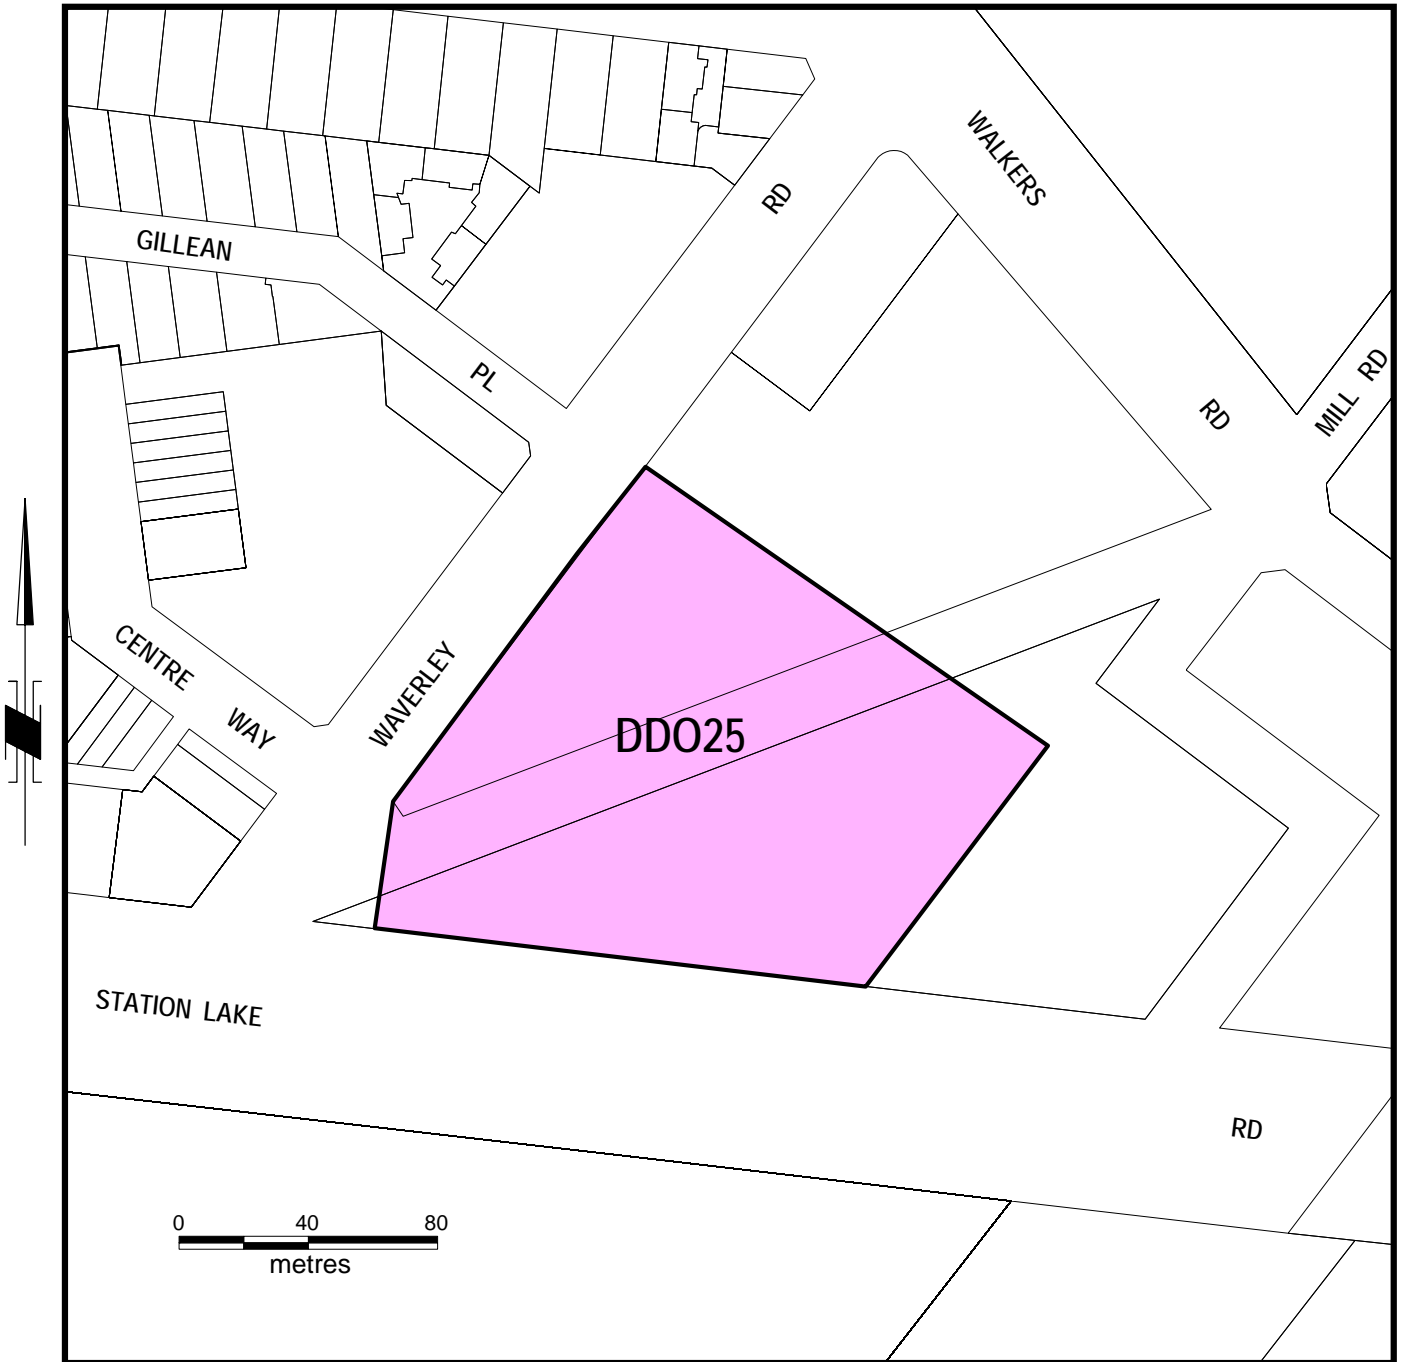 WALKERS
RD
GILLEAN
MILL RD
PL
RD
CENTRE
WAY
WAVERLEY
DDO25
STATION LAKE
RD
0 40 80
metres